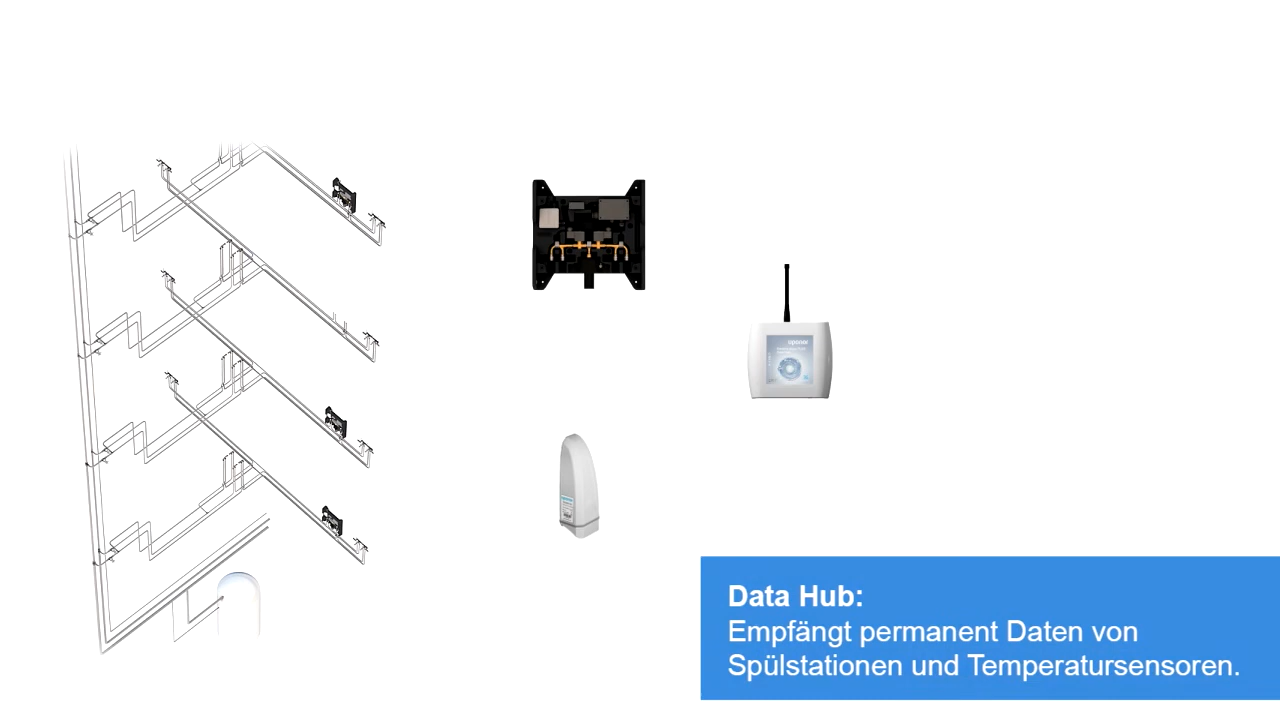 Data Hub:
Empfängt permanent Daten von
Spülstationen und Temperatursensoren.